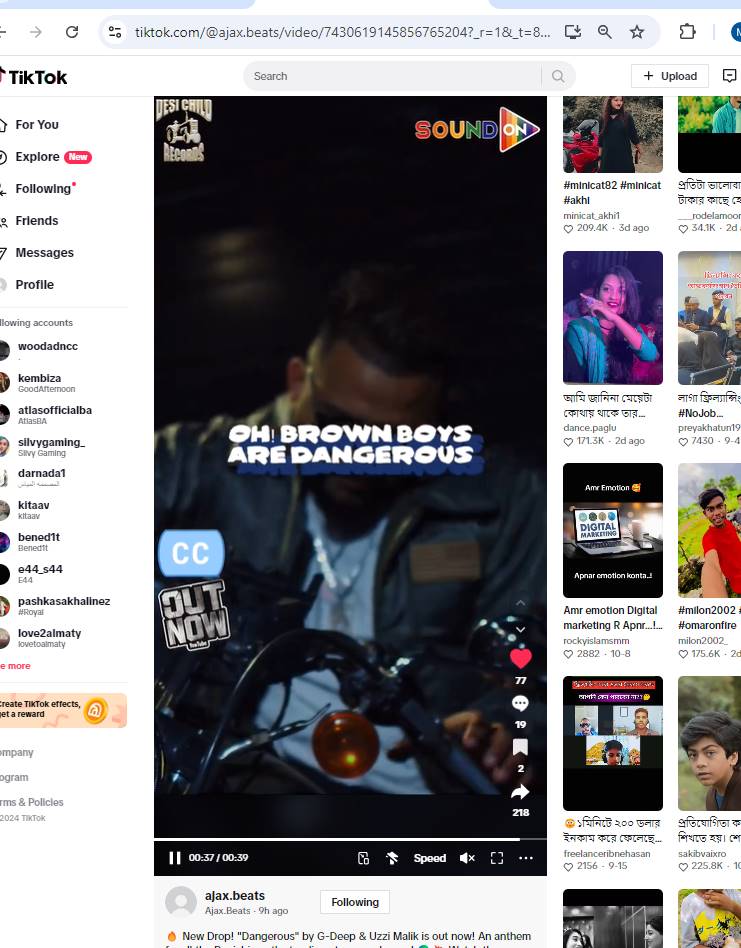 tiktok.com/@ajax.beats/video/7430619145856765204?_r=1&_t=8...
TikTok
Search
+ Upload
For You
Explore New
Following
Friends
Messages
Profile
llowing accounts
woodadncc
.
kembiza
GoodAfternoon
atlasofficialba
AtlasBA
silvygaming_
Silvy Gaming
darnada1
kitaav
kitaav
bened1t
Bened1t
e44_s44
E44
pashkasakhalinez
#Royal
love2almaty
lovetoalmaty
e more
Create TikTok effects,
get a reward
ompany
ogram
rms & Policies
2024 TikTok
DESI CHILD
RECORDS
SOUND ON
OH! BROWN BOYS
ARE DANGEROUS
CC
OUT
NOW
YouTube
77
19
2
218
00:37 / 00:39
Speed
ajax.beats
Ajax.Beats · 9h ago
Following
🔥 New Drop! "Dangerous" by G-Deep & Uzzi Malik is out now! An anthem
#minicat82 #minicat
#akhi
minicat_akhi1
209.4K · 3d ago
প্রতিটা ভালোবা
টাকার কাছে হে
___rodelamoor
34.1K · 2d
আমি জানিনা মেয়েটা
কোথায় থাকে তার...
dance.paglu
171.3K · 2d ago
লাগা ফ্রিল্যান্সিং
#NoJob...
preyakhatun19
7430 · 9-4
Amr Emotion 🥰
DIGITAL
MARKETING
Apnar emotion konta..!
Amr emotion Digital
marketing R Apnr...!...
rockyislamsmm
2882 · 10-8
#milon2002 #
#omaronfire
milon2002_
175.6K · 2d
১মিনিটে ২০০ ডলার
ইনকাম করে ফেলেছে...
freelanceribnehasan
2156 · 9-15
প্রতিযোগিতা ক
শিখতে হয়। শে
sakibvaixro
225.8K · 10